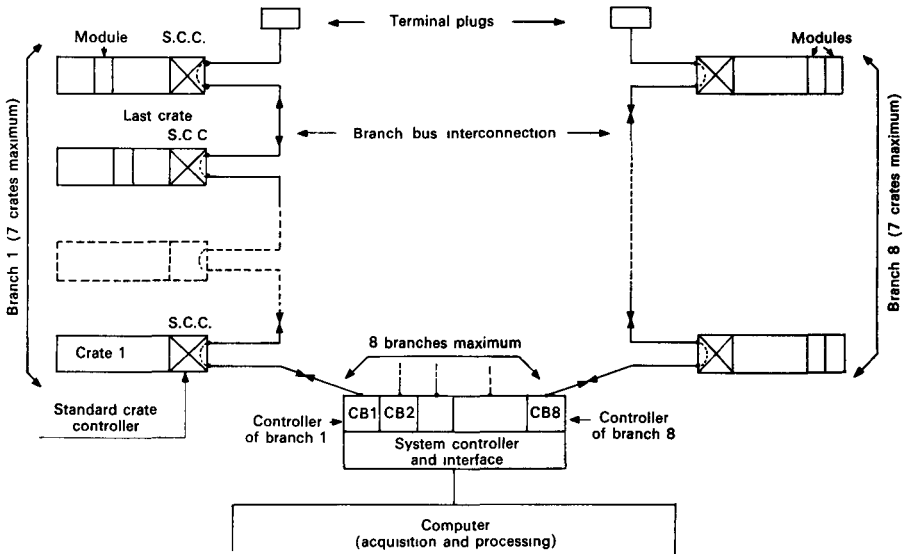 Terminal plugs
Module
S.C.C.
Modules
Last crate
S.C C
Branch bus interconnection
Branch 1 (7 crates maximum)
Branch 8 (7 crates maximum)
S.C.C.
Crate 1
8 branches maximum
Standard crate
controller
Controller
of branch 1
CB1
CB2
CB8
Controller
of branch 8
System controller
and interface
Computer
(acquisition and processing)